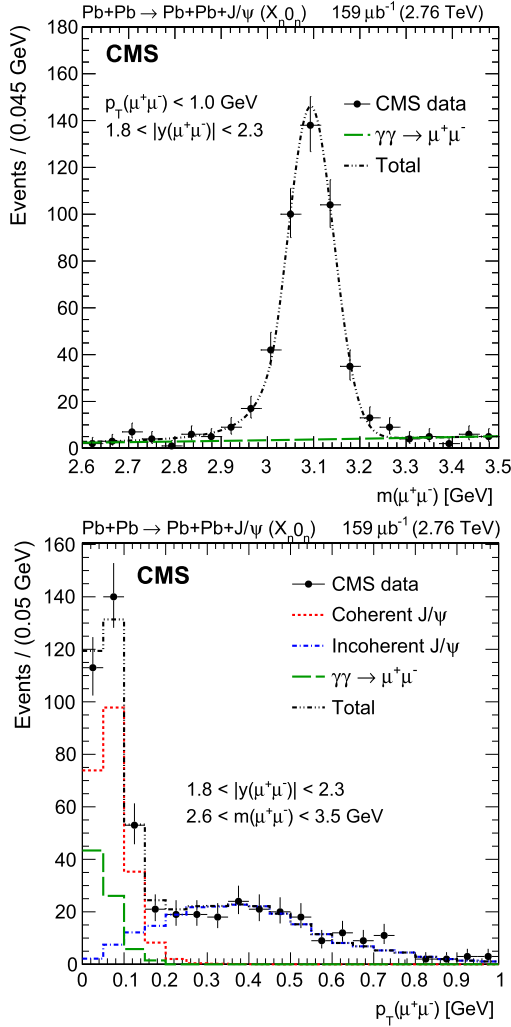 Pb+Pb → Pb+Pb+J/ψ (Xn0n) 159 μb⁻¹ (2.76 TeV)
180
CMS
160
pT(μ⁺μ⁻) < 1.0 GeV
1.8 < |y(μ⁺μ⁻)| < 2.3
CMS data
γγ → μ⁺μ⁻
Total
140
120
100
80
60
40
20
0
Events / (0.045 GeV)
2.6 2.7 2.8 2.9 3 3.1 3.2 3.3 3.4 3.5
m(μ⁺μ⁻) [GeV]
Pb+Pb → Pb+Pb+J/ψ (Xn0n) 159 μb⁻¹ (2.76 TeV)
160
CMS
CMS data
Coherent J/ψ
Incoherent J/ψ
γγ → μ⁺μ⁻
Total
140
120
100
80
1.8 < |y(μ⁺μ⁻)| < 2.3
2.6 < m(μ⁺μ⁻) < 3.5 GeV
60
40
20
0
Events / (0.05 GeV)
0 0.1 0.2 0.3 0.4 0.5 0.6 0.7 0.8 0.9 1
pT(μ⁺μ⁻) [GeV]